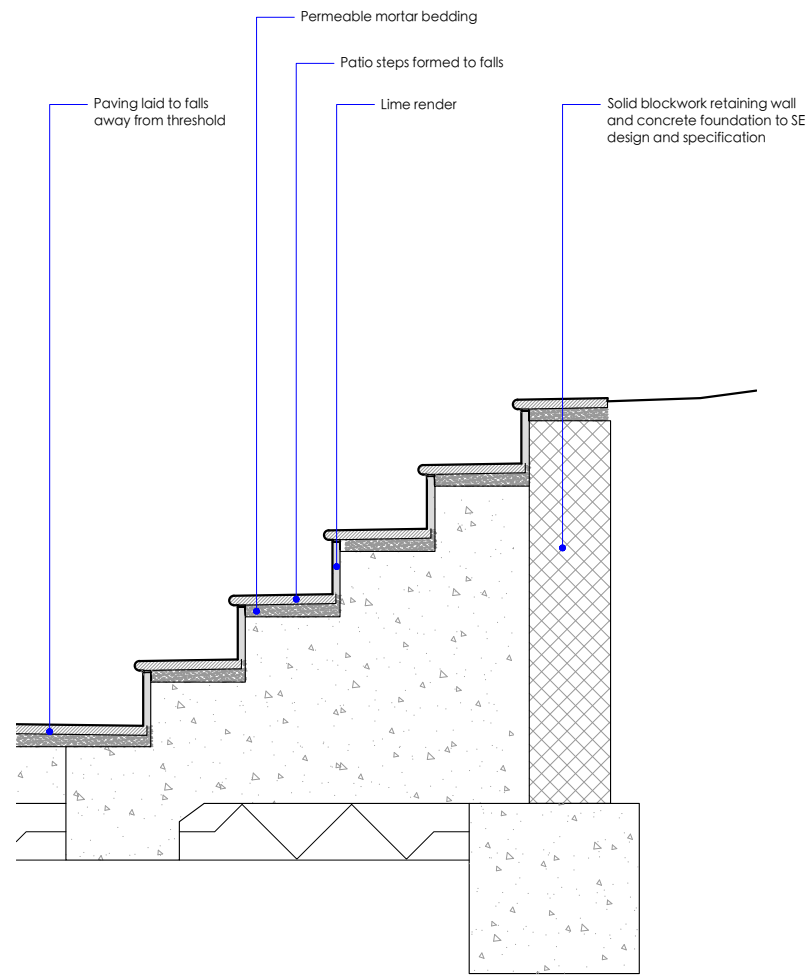 Permeable mortar bedding
Patio steps formed to falls
Paving laid to falls
away from threshold
Lime render
Solid blockwork retaining wall
and concrete foundation to SE
design and specification